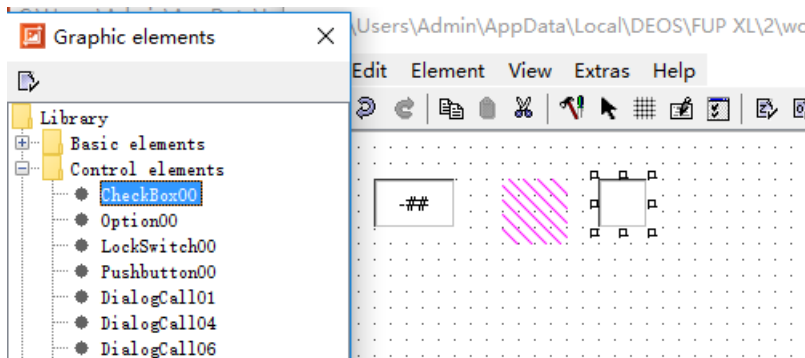 Graphic elements
\Users\Admin\AppData\Local\DEOS\FUP XL\2\wo
Edit Element View Extras Help
Library
Basic elements
Control elements
CheckBox00
Option00
LockSwitch00
Pushbutton00
DialogCall01
DialogCall04
DialogCall06
-##